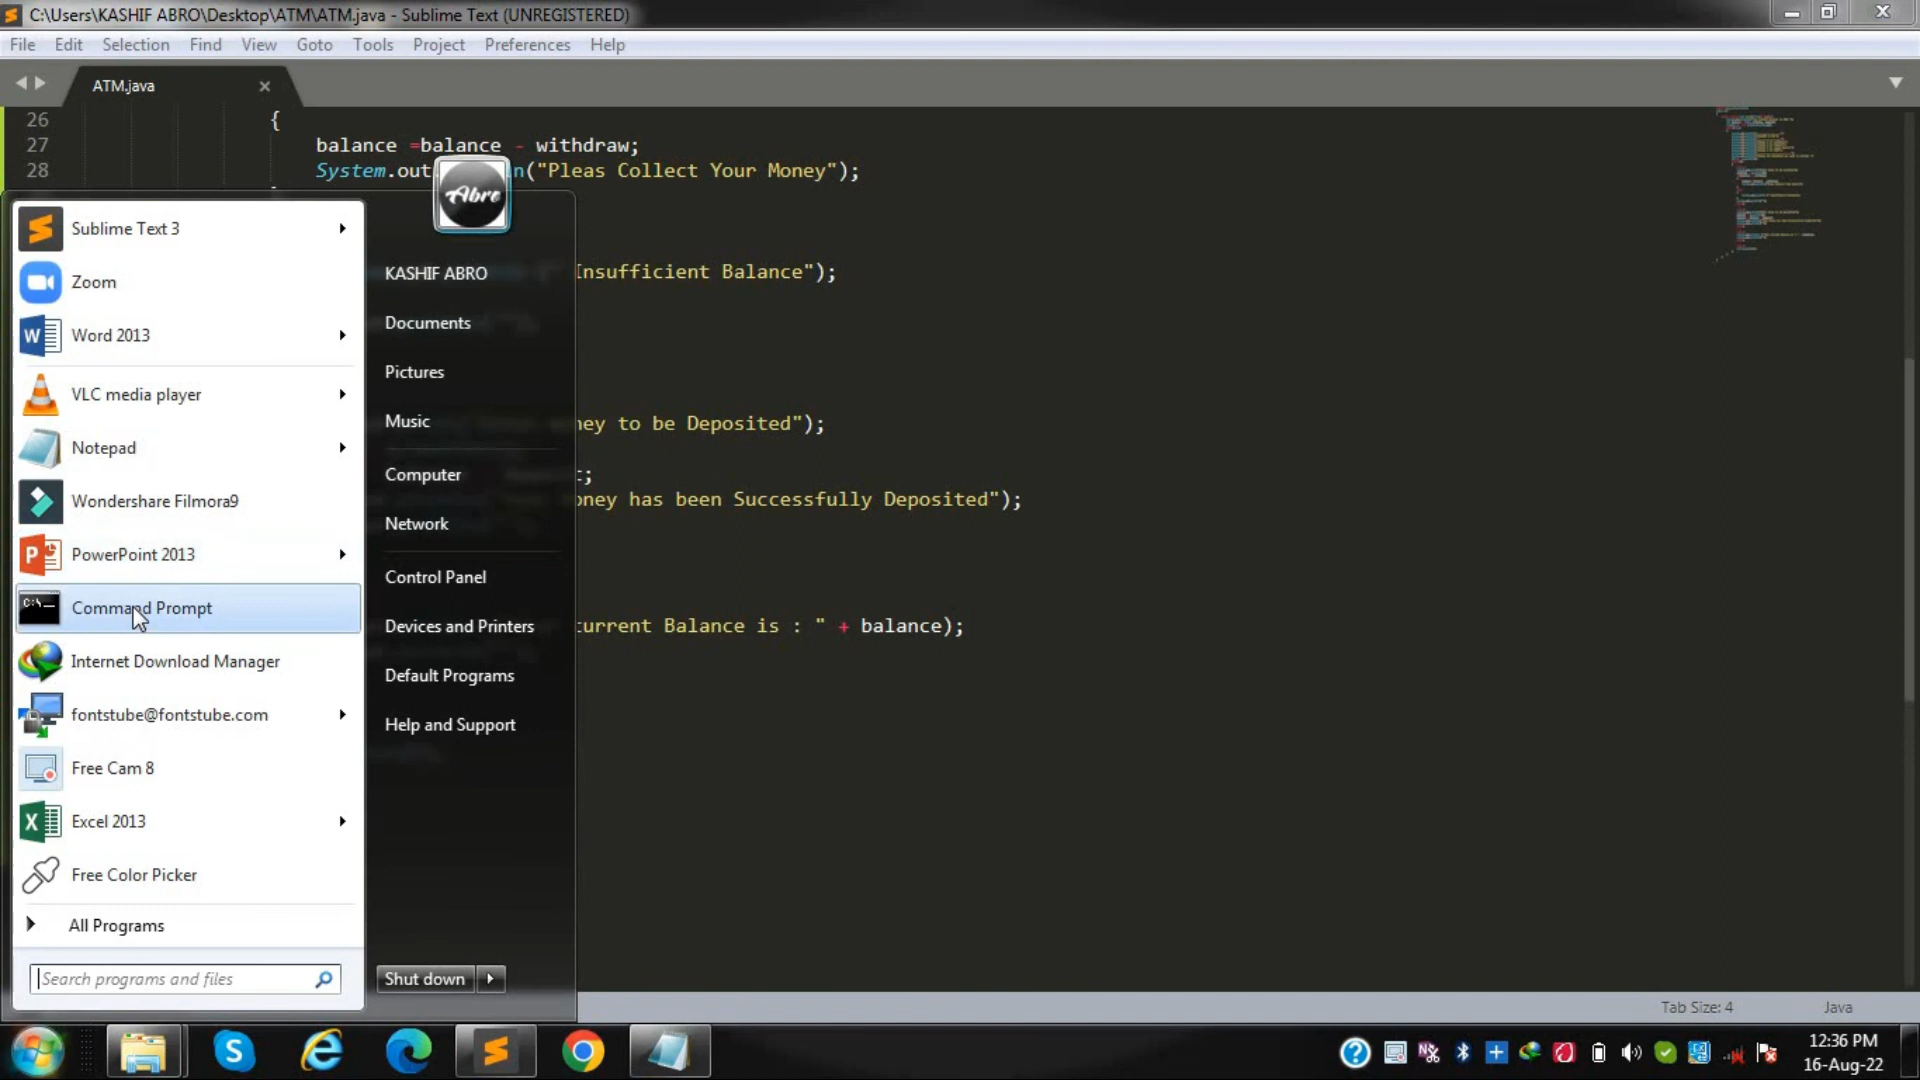 C:\Users\KASHIF ABRO\Desktop\ATM\ATM.java - Sublime Text (UNREGISTERED)
File Edit Selection Find View Goto Tools Project Preferences Help
ATM.java
26 {
27 balance =balance - withdraw;
28 System.out n("Pleas Collect Your Money");
Abro
Sublime Text 3
Zoom
Word 2013
VLC media player
Notepad
Wondershare Filmora9
PowerPoint 2013
Command Prompt
Internet Download Manager
fontstube@fontstube.com
Free Cam 8
Excel 2013
Free Color Picker
All Programs
Search programs and files
KASHIF ABRO
Documents
Pictures
Music
Computer
Network
Control Panel
Devices and Printers
Default Programs
Help and Support
Shut down
Insufficient Balance");
ney to be Deposited");
t;
oney has been Successfully Deposited");
current Balance is : " + balance);
Tab Size: 4 Java
12:36 PM
16-Aug-22